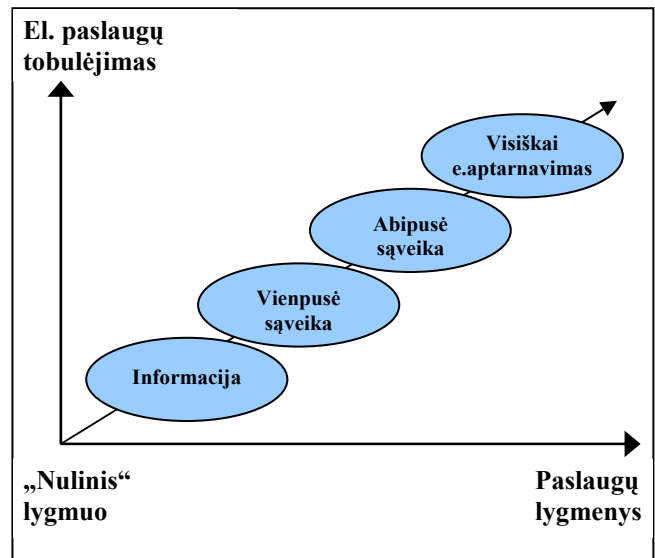 El. paslaugų
tobulėjimas
Visiškai
e.aptarnavimas
Abipusė
sąveika
Vienpusė
sąveika
Informacija
„Nulinis“
lygmuo
Paslaugų
lygmenys